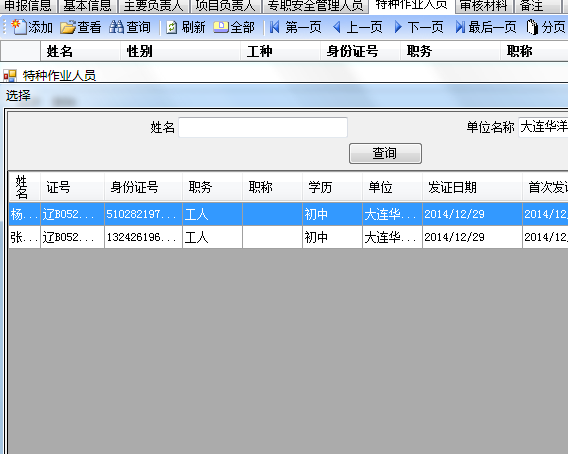 申报信息 基本信息 主要负责人 项目负责人 专职安全管理人员 特种作业人员 审核材料 备注
添加 查看 查询 刷新 全部 第一页 上一页 下一页 最后一页 分页
姓名 性别 工种 身份证号 职务 职称
特种作业人员
选择
姓名 单位名称 大连华洋
查询
姓名 证号 身份证号 职务 职称 学历 单位 发证日期 首次发证
杨... 辽B052... 510282197... 工人 初中 大连华... 2014/12/29 2014/12
张... 辽B052... 132426196... 工人 初中 大连华... 2014/12/29 2014/12